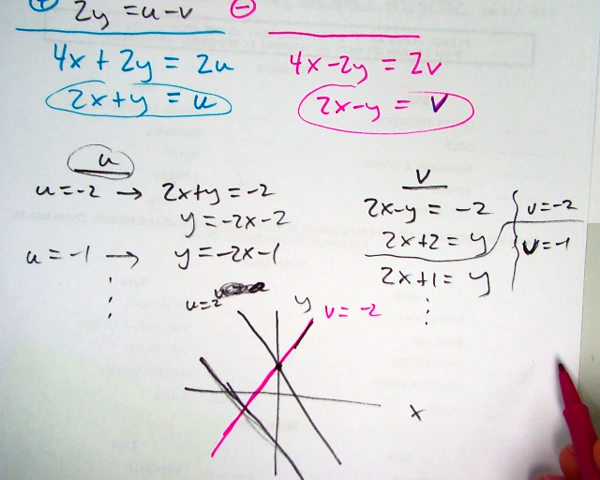 ⊕ 2y = u-v ⊖
4x + 2y = 2u
2x+y = u
4x-2y = 2v
2x-y = v
u
u=-2 → 2x+y = -2
y = -2x-2
u = -1 → y = -2x-1
⋮
v
2x-y = -2 v=-2
2x+2 = y v=-1
2x+1 = y
⋮
u=2
y
v= -2
x